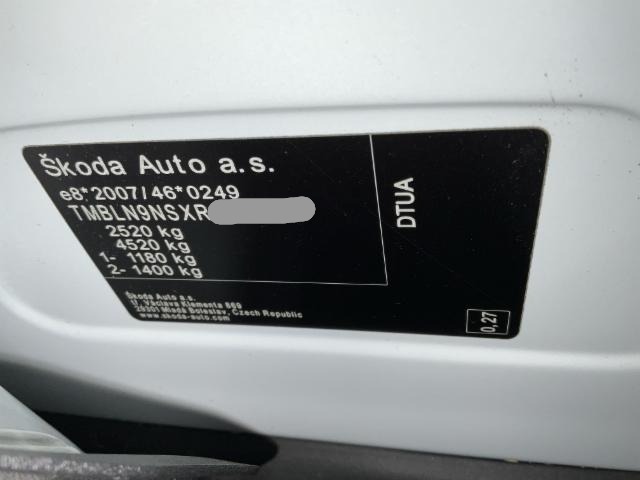 Škoda Auto a.s.
e8*2007/46*0249
TMBLN9NSXR
2520 kg
4520 kg
1- 1180 kg
2- 1400 kg
DTUA
Škoda Auto a.s.
tř. Václava Klementa 869
29301 Mladá Boleslav, Czech Republic
www.skoda-auto.com
0,27